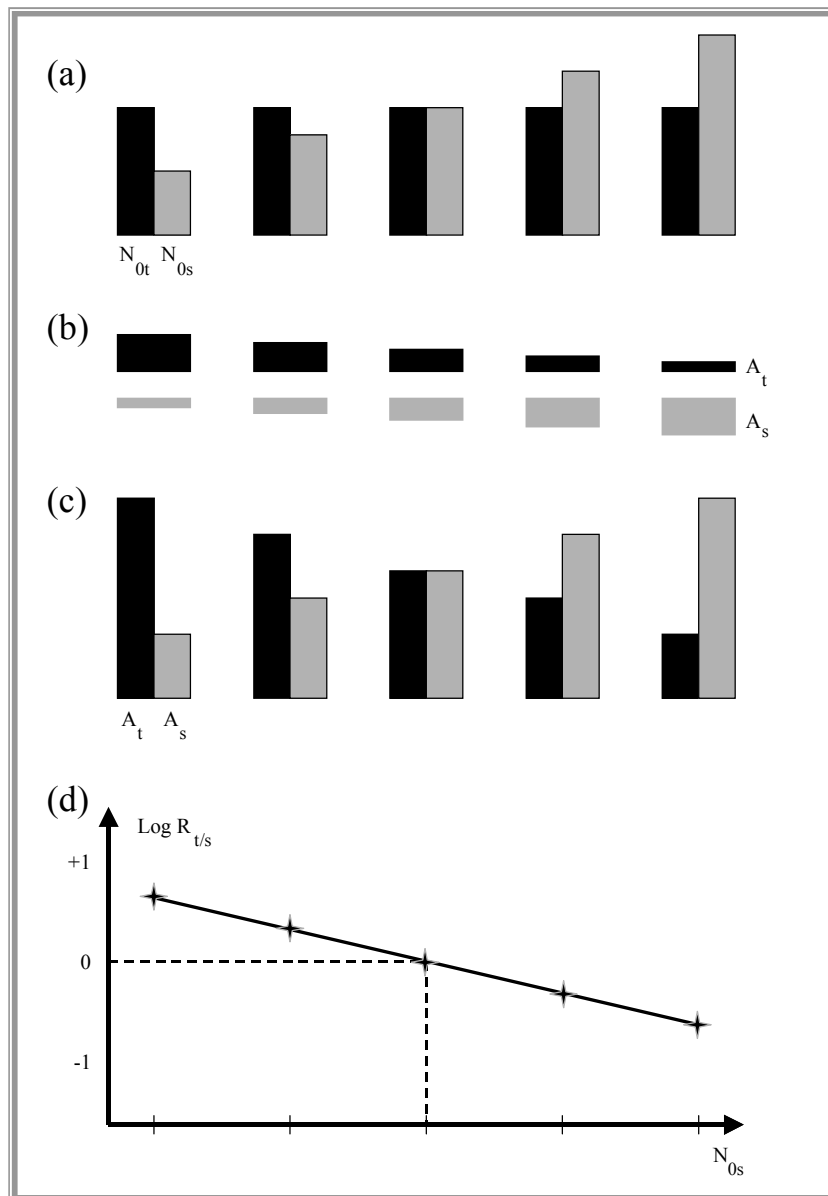 (a)
N0t N0s
(b)
At
As
(c)
At As
(d)
Log Rt/s
+1
0
-1
N0s